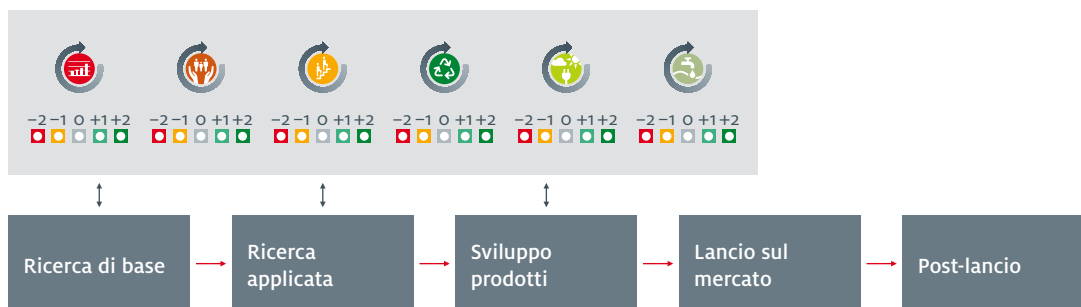 −2 −1 0 +1 +2 −2 −1 0 +1 +2 −2 −1 0 +1 +2 −2 −1 0 +1 +2 −2 −1 0 +1 +2 −2 −1 0 +1 +2
Ricerca di base
Ricerca
applicata
Sviluppo
prodotti
Lancio sul
mercato
Post-lancio